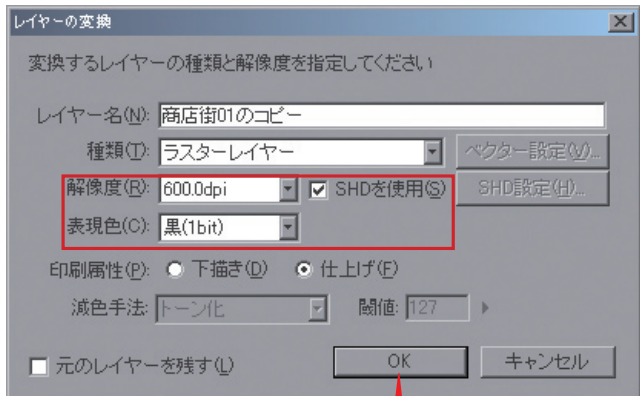 レイヤーの変換
変換するレイヤーの種類と解像度を指定してください
レイヤー名(N): 商店街01のコピー
種類(T): ラスターレイヤー ベクター設定(V)...
解像度(R): 600.0dpi SHDを使用(S) SHD設定(H)...
表現色(C): 黒(1bit)
印刷属性(P): 下描き(D) 仕上げ(F)
減色手法: トーン化 閾値: 127
元のレイヤーを残す(L) OK キャンセル